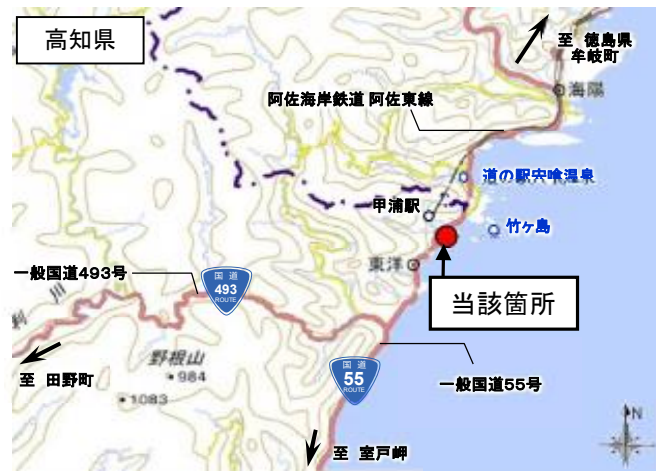 高知県
至 徳島県
牟岐町
海陽
阿佐海岸鉄道 阿佐東線
道の駅宍喰温泉
甲浦駅
竹ヶ島
東洋
当該箇所
一般国道493号
国道
493
ROUTE
利
川
至 田野町
野根山
984
1083
国道
55
ROUTE
一般国道55号
至 室戸岬
N